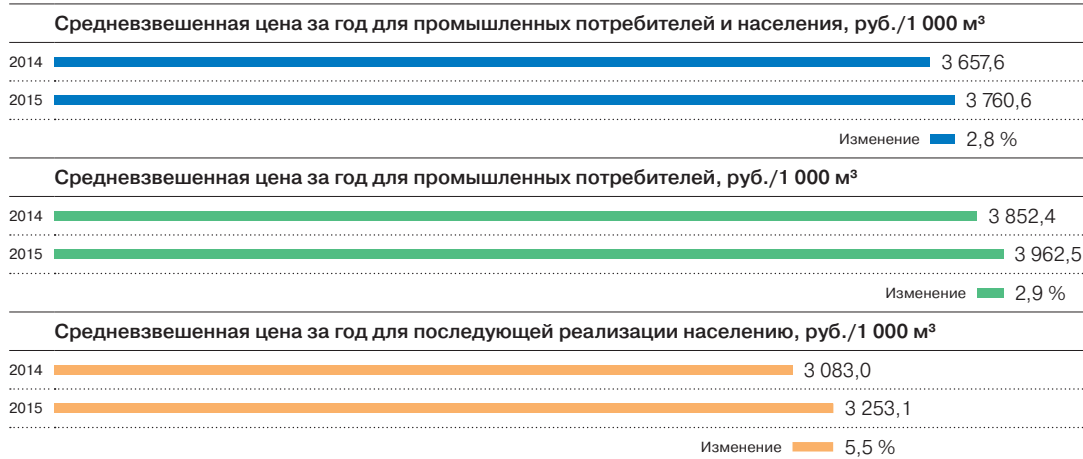 Средневзвешенная цена за год для промышленных потребителей и населения, руб./1 000 м³
2014 3 657,6
2015 3 760,6
Изменение 2,8 %
Средневзвешенная цена за год для промышленных потребителей, руб./1 000 м³
2014 3 852,4
2015 3 962,5
Изменение 2,9 %
Средневзвешенная цена за год для последующей реализации населению, руб./1 000 м³
2014 3 083,0
2015 3 253,1
Изменение 5,5 %